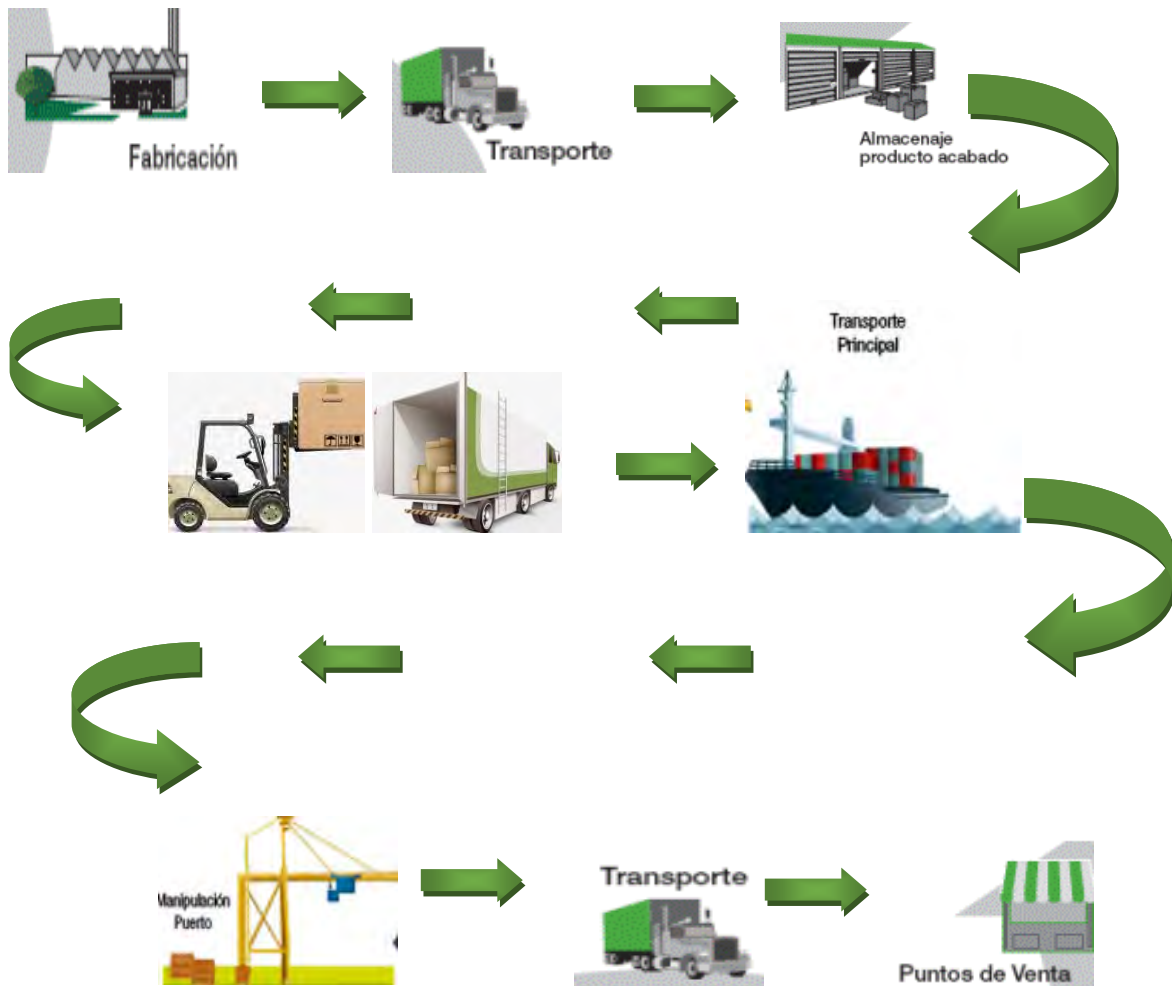 Fabricación
Transporte
Almacenaje
producto acabado
Transporte
Principal
Manipulación
Puerto
Transporte
Puntos de Venta